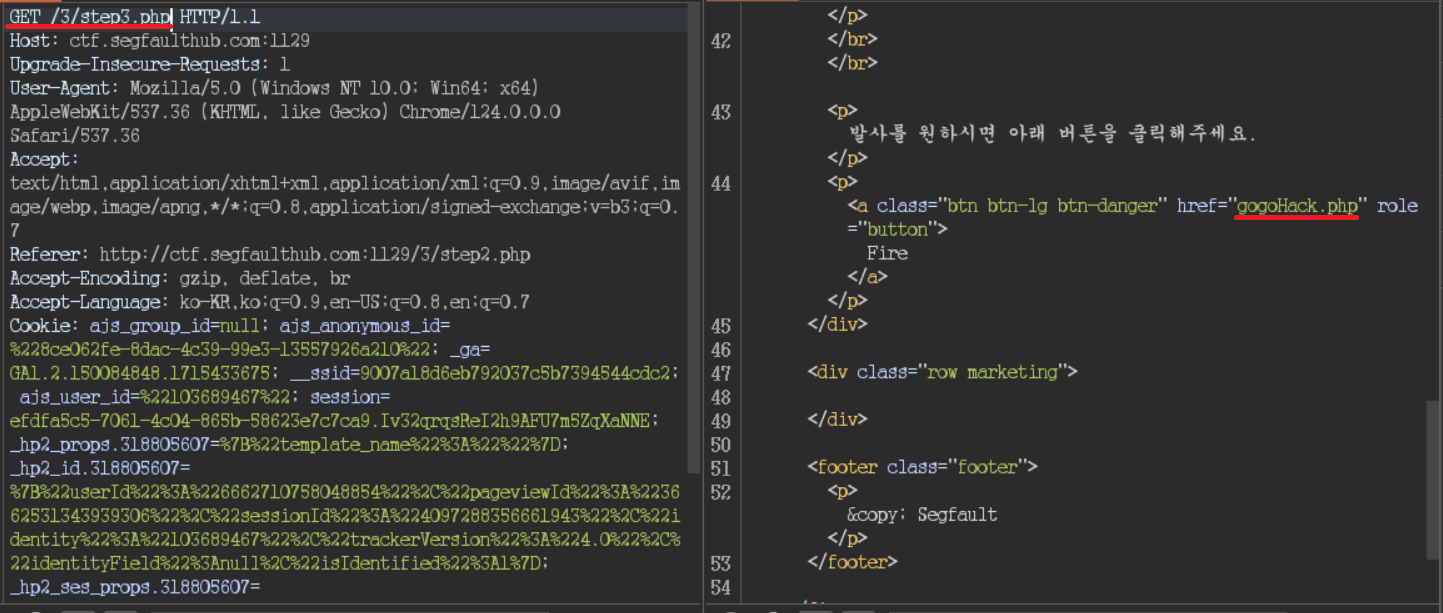 GET /3/step3.php HTTP/1.1
Host: ctf.segfaulthub.com:1129
Upgrade-Insecure-Requests: 1
User-Agent: Mozilla/5.0 (Windows NT 10.0; Win64; x64)
AppleWebKit/537.36 (KHTML, like Gecko) Chrome/124.0.0.0
Safari/537.36
Accept:
text/html,application/xhtml+xml,application/xml;q=0.9,image/avif,im
age/webp,image/apng,*/*;q=0.8,application/signed-exchange;v=b3;q=0.
7
Referer: http://ctf.segfaulthub.com:1129/3/step2.php
Accept-Encoding: gzip, deflate, br
Accept-Language: ko-KR,ko;q=0.9,en-US;q=0.8,en;q=0.7
Cookie: ajs_group_id=null; ajs_anonymous_id=
%228ce062fe-8dac-4c39-99e3-13557926a210%22; _ga=
GA1.2.150084848.1715433675; __ssid=9007a18d6eb792037c5b7394544cdc2;
ajs_user_id=%22103689467%22; session=
efdfa5c5-7061-4c04-865b-58623e7c7ca9.Iv32qrqsReI2h9AFU7m5ZqXaNNE;
_hp2_props.318805607=%7B%22template_name%22%3A%22%22%7D;
_hp2_id.318805607=
%7B%22userId%22%3A%226662710758048854%22%2C%22pageviewId%22%3A%2236
62531343939306%22%2C%22sessionId%22%3A%224097288356661943%22%2C%22i
dentity%22%3A%22103689467%22%2C%22trackerVersion%22%3A%224.0%22%2C%
22identityField%22%3Anull%2C%22isIdentified%22%3A1%7D;
_hp2_ses_props.318805607=
</p>
42 </br>
</br>
43 <p>
발사를 원하시면 아래 버튼을 클릭해주세요.
</p>
44 <p>
<a class="btn btn-lg btn-danger" href="gogoHack.php" role
="button">
Fire
</a>
</p>
45 </div>
46
47 <div class="row marketing">
48
49 </div>
50
51 <footer class="footer">
52 <p>
&copy; Segfault
</p>
53 </footer>
54